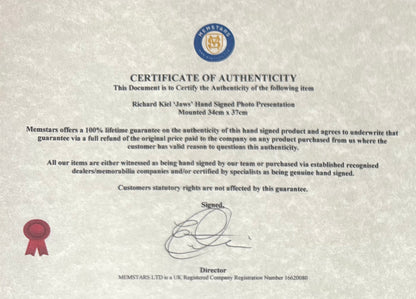 MEMSTARS
CERTIFICATE OF AUTHENTICITY
This Document is to Certify the Authenticity of the following item
Richard Kiel 'Jaws' Hand Signed Photo Presentation
Mounted 34cm x 37cm
Memstars offers a 100% lifetime guarantee on the authenticity of this hand signed product and agrees to underwrite that
guarantee via a full refund of the original price paid to the company on any product purchased from us where the
customer has valid reason to questions this authenticity.
All our items are either witnessed as being hand signed by our team or purchased via established recognised
dealers/memorabilia companies and/or certified by specialists as being genuine hand signed.
Customers statutory rights are not affected by this guarantee.
Signed,
Director
MEMSTARS LTD is a UK Registered Company Registration Number 16620080